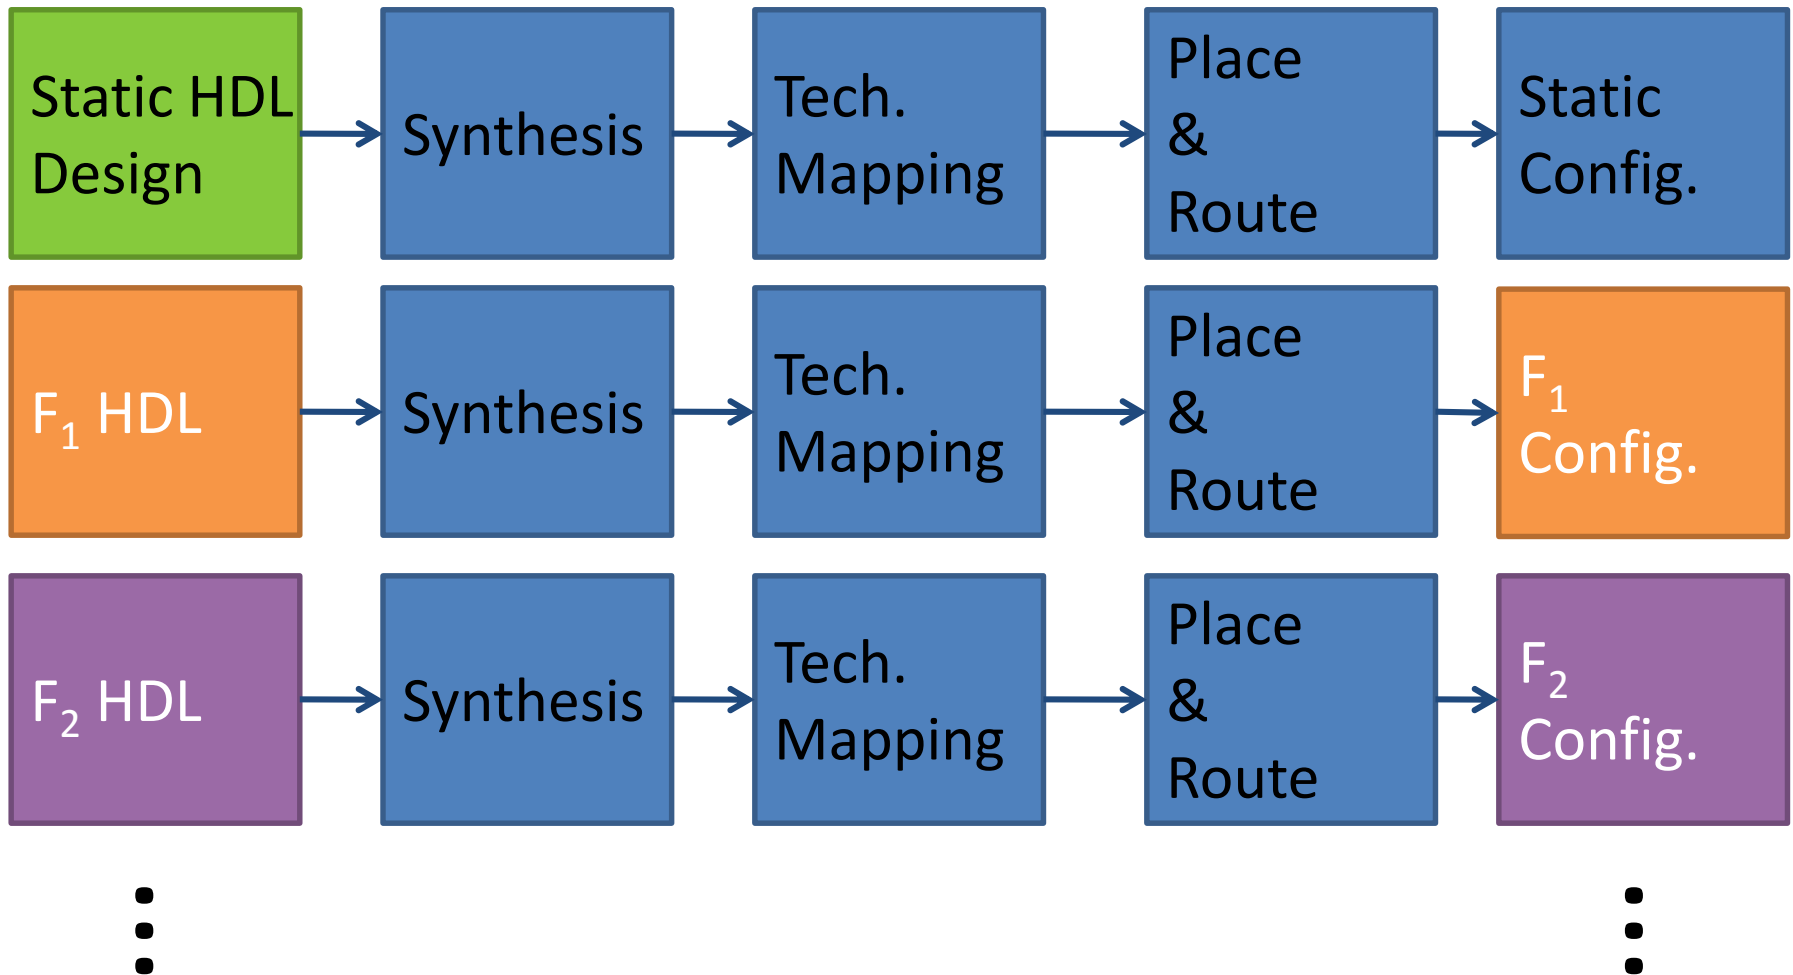 Static HDL
Design
Synthesis
Tech.
Mapping
Place
&
Route
Static
Config.
F₁ HDL
Synthesis
Tech.
Mapping
Place
&
Route
F₁
Config.
F₂ HDL
Synthesis
Tech.
Mapping
Place
&
Route
F₂
Config.